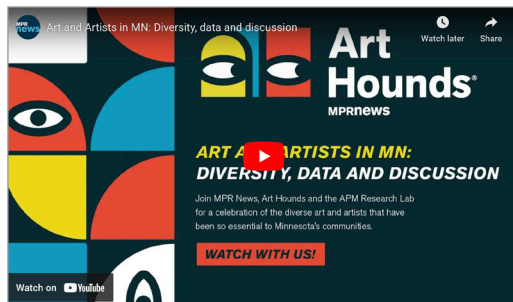 MPR
news
Art and Artists in MN: Diversity, data and discussion
Watch later
Share
Art
Hounds®
MPRnews
ART A ARTISTS IN MN:
DIVERSITY, DATA AND DISCUSSION
Join MPR News, Art Hounds and the APM Research Lab
for a celebration of the diverse art and artists that have
been so essential to Minnesota's communities.
WATCH WITH US!
Watch on YouTube